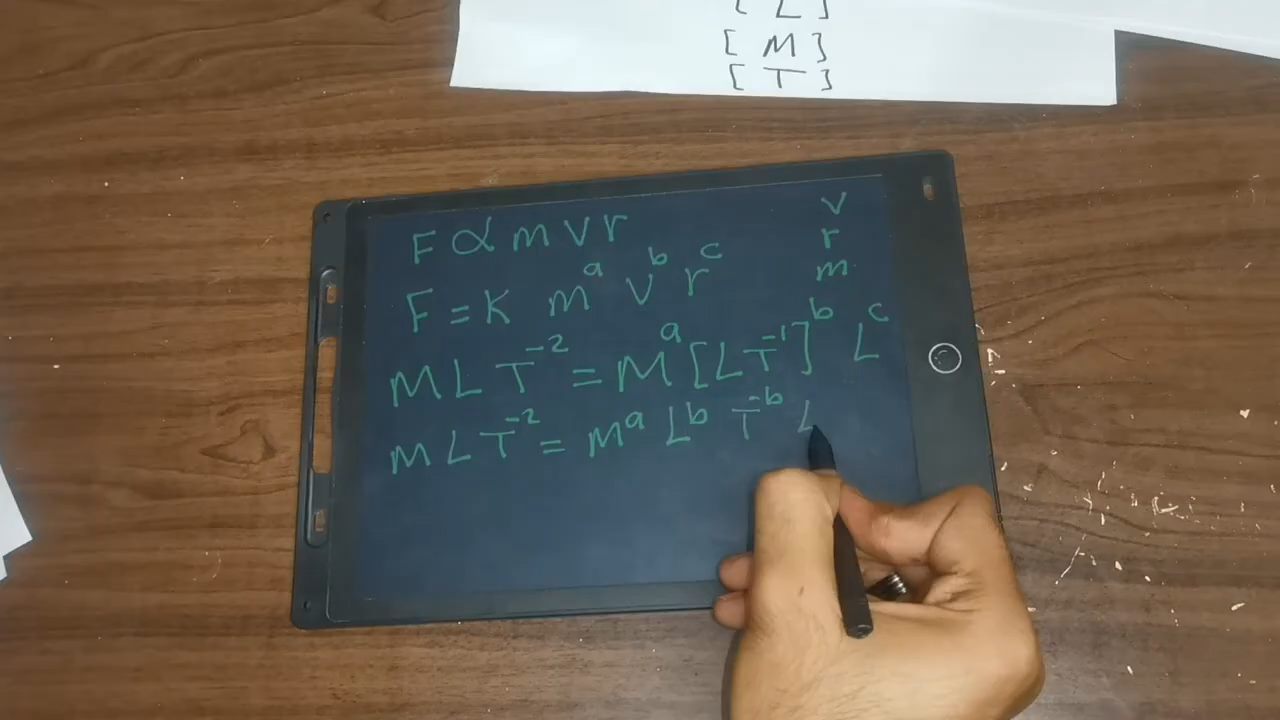 [ L ]
[ M ]
[ T ]
F ∝ m v r
v
r
m
F = K m^a v^b r^c
M L T^-2 = M^a [L T^-1]^b L^c
M L T^-2 = M^a L^b T^-b L